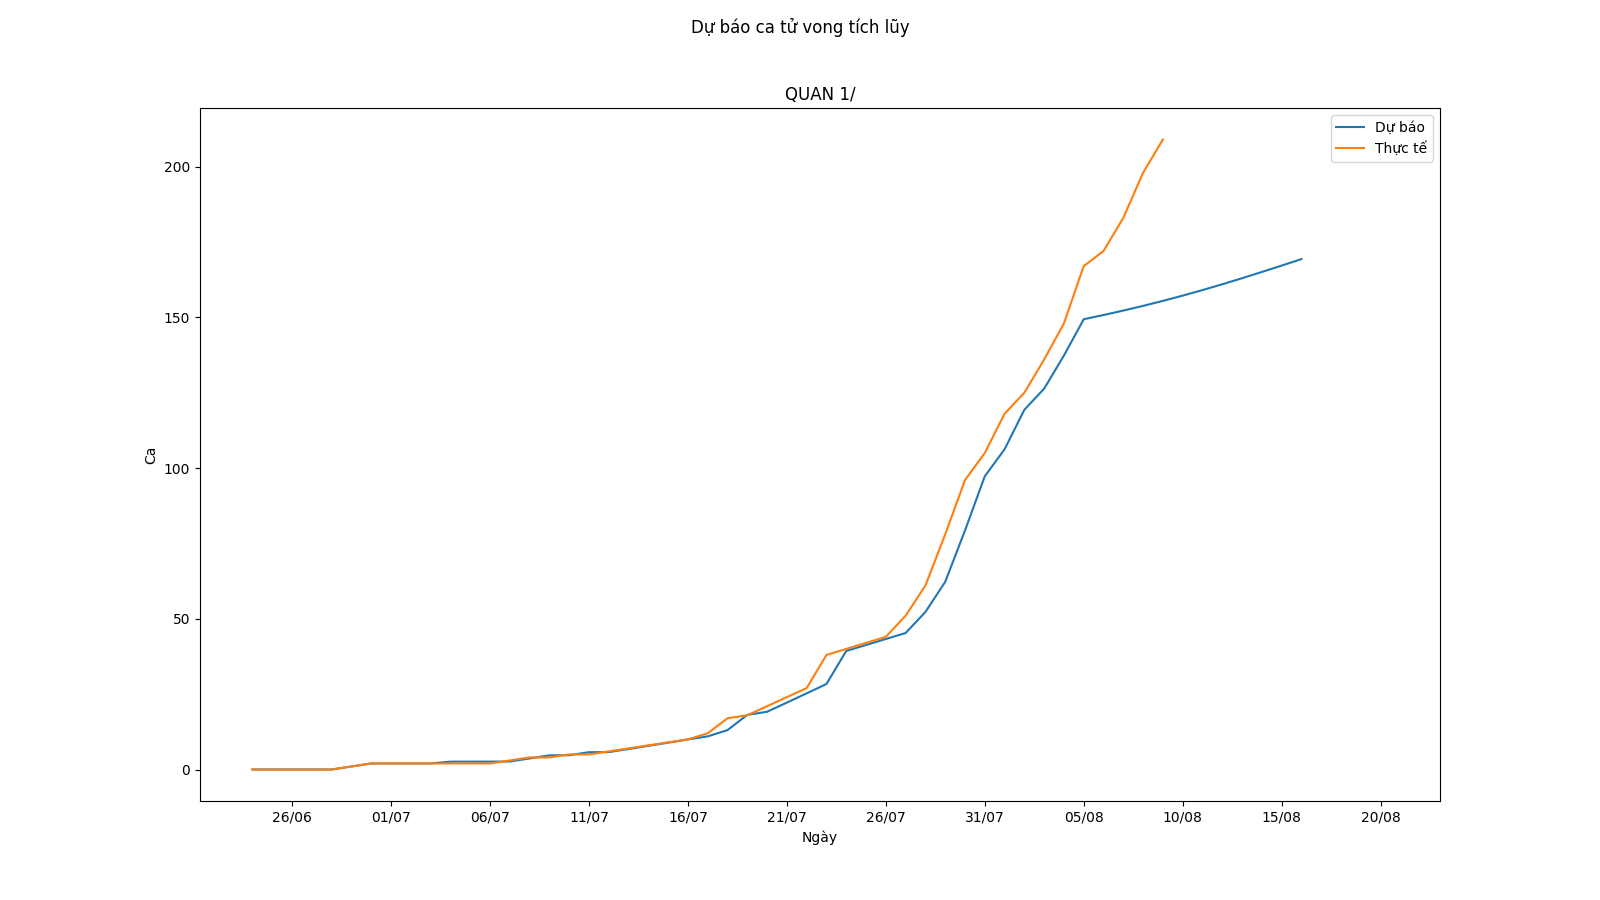 Dự báo ca tử vong tích lũy
QUAN 1/
Dự báo
Thực tế
200
150
100
50
0
Ca
26/06
01/07
06/07
11/07
16/07
21/07
26/07
31/07
05/08
10/08
15/08
20/08
Ngày